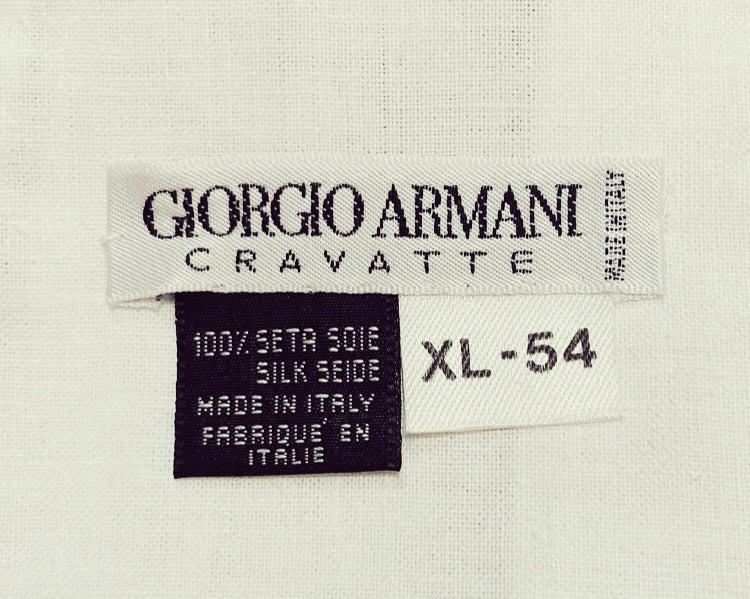 GIORGIO ARMANI
CRAVATTE
MADE IN ITALY
100% SETA SOIE
SILK SEIDE
MADE IN ITALY
FABRIQUE' EN
ITALIE
XL-54